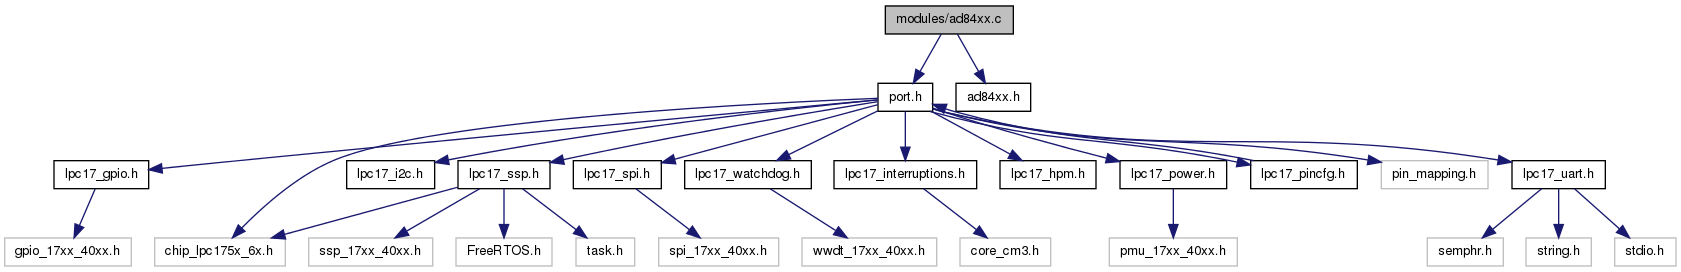 modules/ad84xx.c
port.h
ad84xx.h
lpc17_gpio.h
lpc17_i2c.h
lpc17_ssp.h
lpc17_spi.h
lpc17_watchdog.h
lpc17_interruptions.h
lpc17_hpm.h
lpc17_power.h
lpc17_pincfg.h
pin_mapping.h
lpc17_uart.h
gpio_17xx_40xx.h
chip_lpc175x_6x.h
ssp_17xx_40xx.h
FreeRTOS.h
task.h
spi_17xx_40xx.h
wwdt_17xx_40xx.h
core_cm3.h
pmu_17xx_40xx.h
semphr.h
string.h
stdio.h